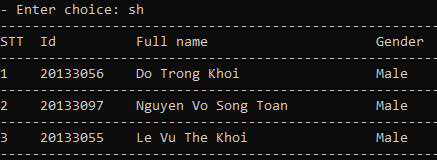 - Enter choice: sh
STT Id Full name Gender
1 20133056 Do Trong Khoi Male
2 20133097 Nguyen Vo Song Toan Male
3 20133055 Le Vu The Khoi Male